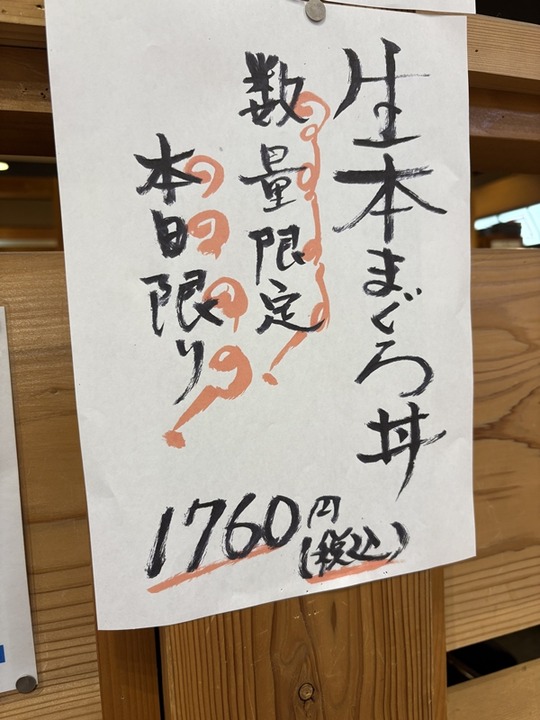 生本まぐろ丼
数量限定
本日限り
1760円
(税込)